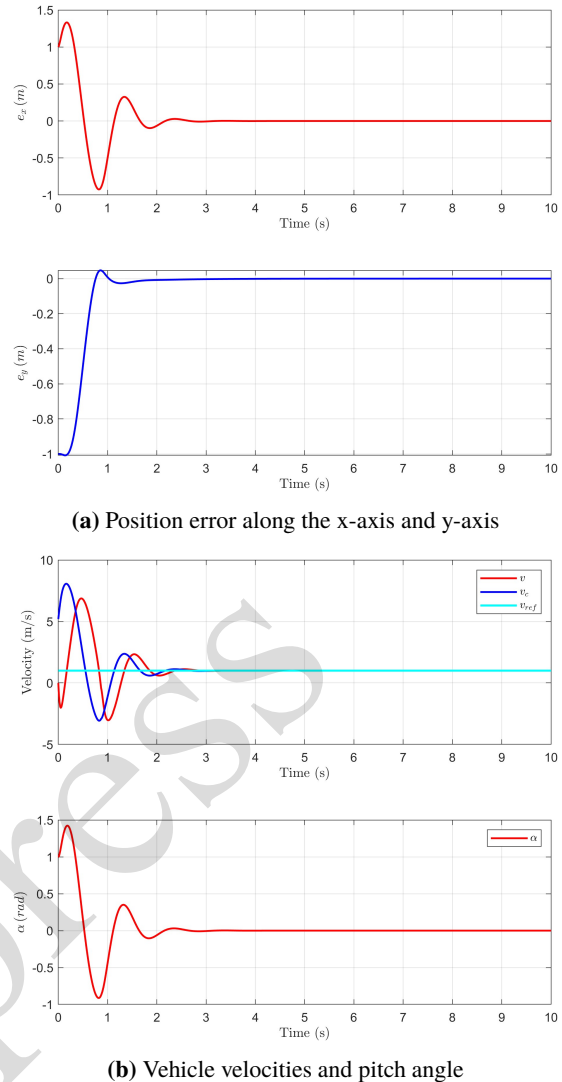 1.5
1
0.5
0
-0.5
-1
e_x (m)
0 1 2 3 4 5 6 7 8 9 10
Time (s)
0
-0.2
-0.4
-0.6
-0.8
-1
e_y (m)
0 1 2 3 4 5 6 7 8 9 10
Time (s)
(a) Position error along the x-axis and y-axis
10
5
0
-5
Velocity (m/s)
v
v_c
v_ref
0 1 2 3 4 5 6 7 8 9 10
Time (s)
1.5
1
0.5
0
-0.5
-1
α (rad)
α
0 1 2 3 4 5 6 7 8 9 10
Time (s)
(b) Vehicle velocities and pitch angle
press